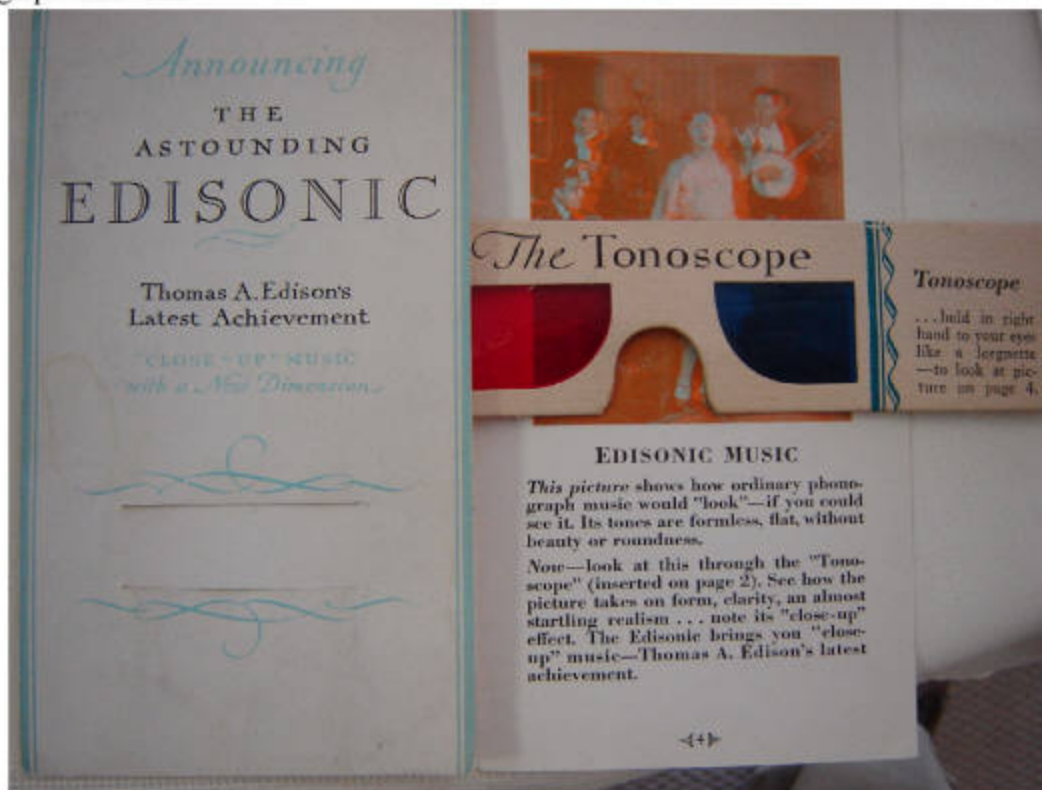 Announcing
THE
ASTOUNDING
EDISONIC
Thomas A. Edison's
Latest Achievement
"CLOSE-UP" MUSIC
with a New Dimension
The Tonoscope
Tonoscope
...hold in right
hand to your eyes
like a lorgnette
—to look at pic-
ture on page 4.
EDISONIC MUSIC
This picture shows how ordinary phono-
graph music would "look"—if you could
see it. Its tones are formless, flat, without
beauty or roundness.
Now—look at this through the "Tono-
scope" (inserted on page 2). See how the
picture takes on form, clarity, an almost
startling realism ... note its "close-up"
effect. The Edisonic brings you "close-
up" music—Thomas A. Edison's latest
achievement.
4